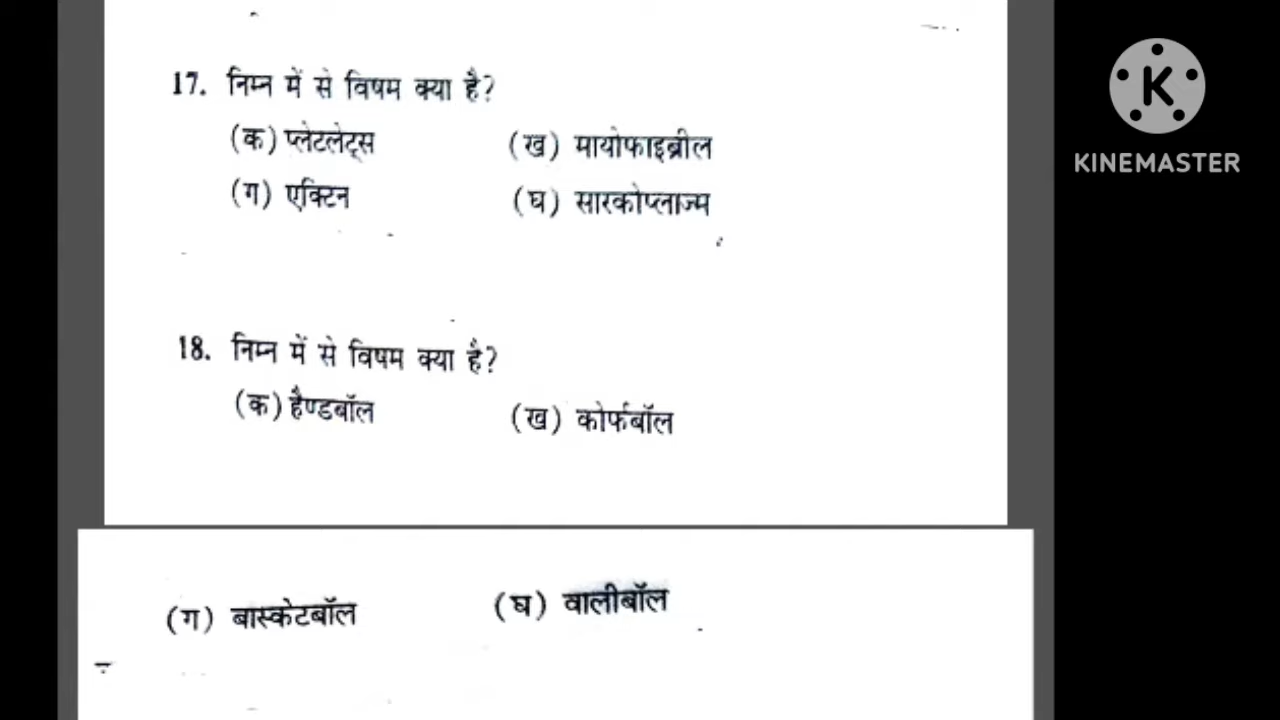 17. निम्न में से विषम क्या है?
(क) प्लेटलेट्स (ख) मायोफाइब्रील
(ग) एक्टिन (घ) सारकोप्लाज्म
18. निम्न में से विषम क्या है?
(क) हैण्डबॉल (ख) कोर्फबॉल
(ग) बास्केटबॉल (घ) वालीबॉल
K
KINEMASTER